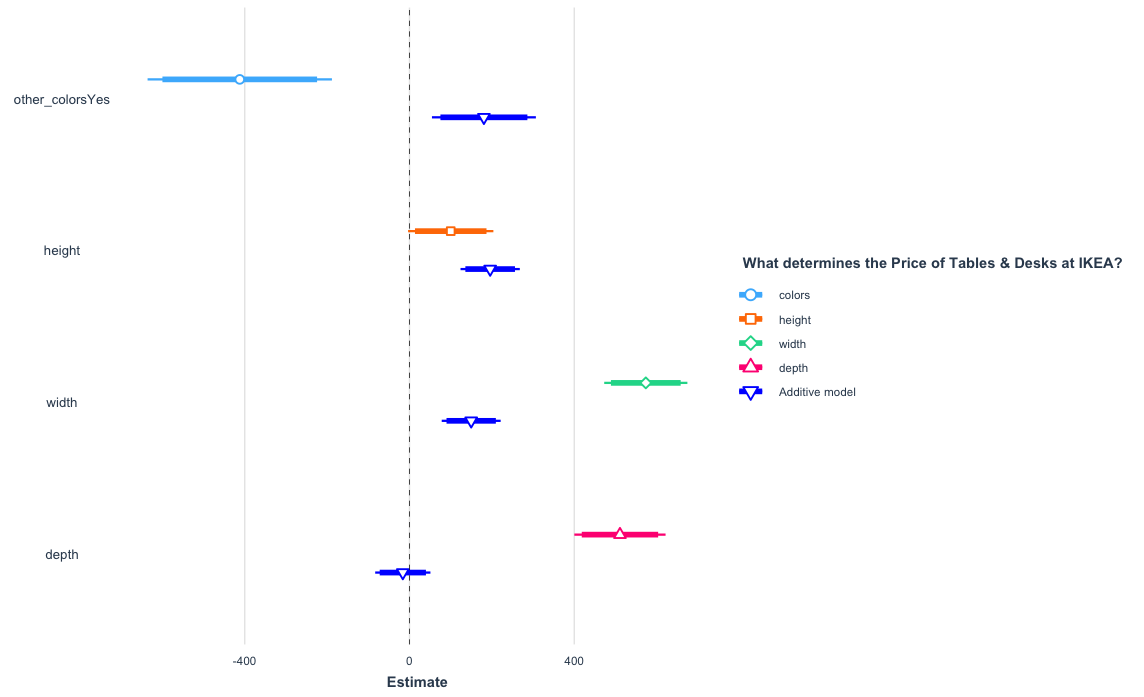 other_colorsYes
height
width
depth
-400
0
400
Estimate
What determines the Price of Tables & Desks at IKEA?
colors
height
width
depth
Additive model